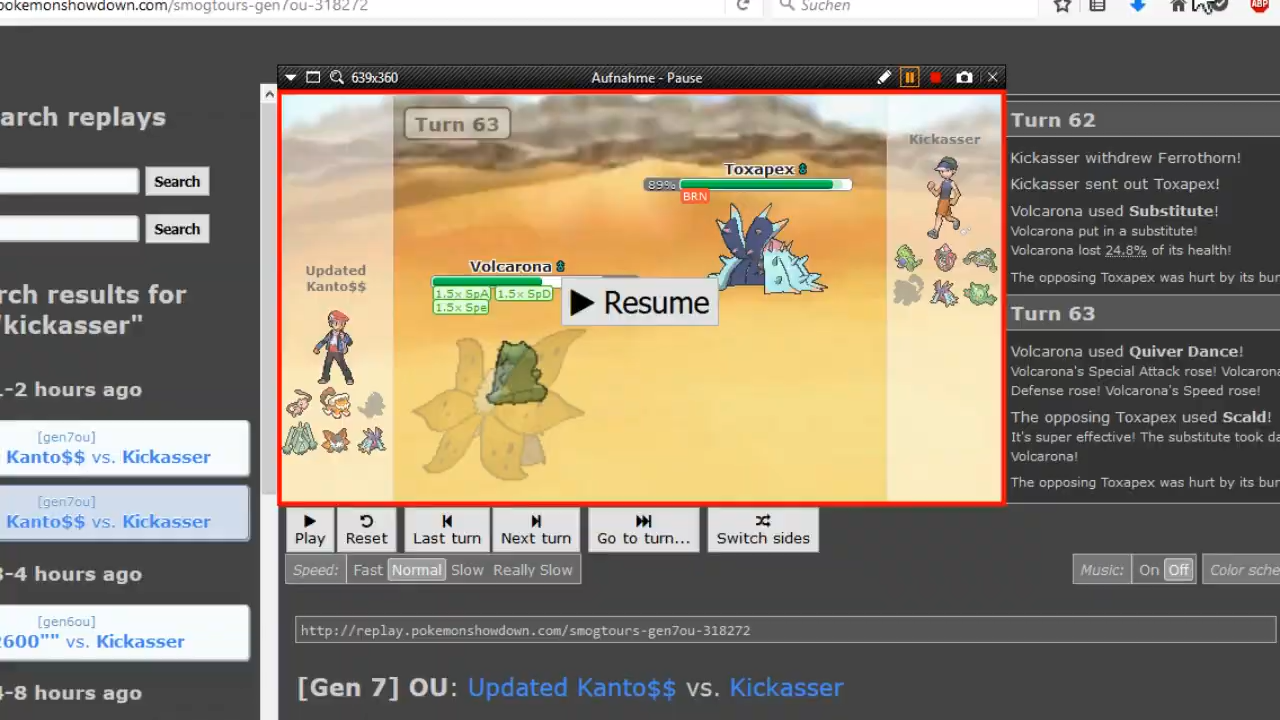 pokemonshowdown.com/smogtours-gen7ou-318272
Suchen
ABP
arch replays
Search
Search
rch results for
"kickasser"
1-2 hours ago
[gen7ou]
Kanto$$ vs. Kickasser
[gen7ou]
Kanto$$ vs. Kickasser
3-4 hours ago
[gen6ou]
2600"" vs. Kickasser
4-8 hours ago
639x360
Aufnahme - Pause
Turn 63
Kickasser
Toxapex
89%
BRN
Volcarona
1.5× SpA 1.5× SpD
1.5× Spe
Updated
Kanto$$
Resume
Play
Reset
Last turn
Next turn
Go to turn...
Switch sides
Speed: Fast Normal Slow Really Slow
Music: On Off
Color sche
http://replay.pokemonshowdown.com/smogtours-gen7ou-318272
[Gen 7] OU: Updated Kanto$$ vs. Kickasser
Turn 62
Kickasser withdrew Ferrothorn!
Kickasser sent out Toxapex!
Volcarona used Substitute!
Volcarona put in a substitute!
Volcarona lost 24.8% of its health!
The opposing Toxapex was hurt by its bur
Turn 63
Volcarona used Quiver Dance!
Volcarona's Special Attack rose! Volcarona
Defense rose! Volcarona's Speed rose!
The opposing Toxapex used Scald!
It's super effective! The substitute took da
Volcarona!
The opposing Toxapex was hurt by its bur